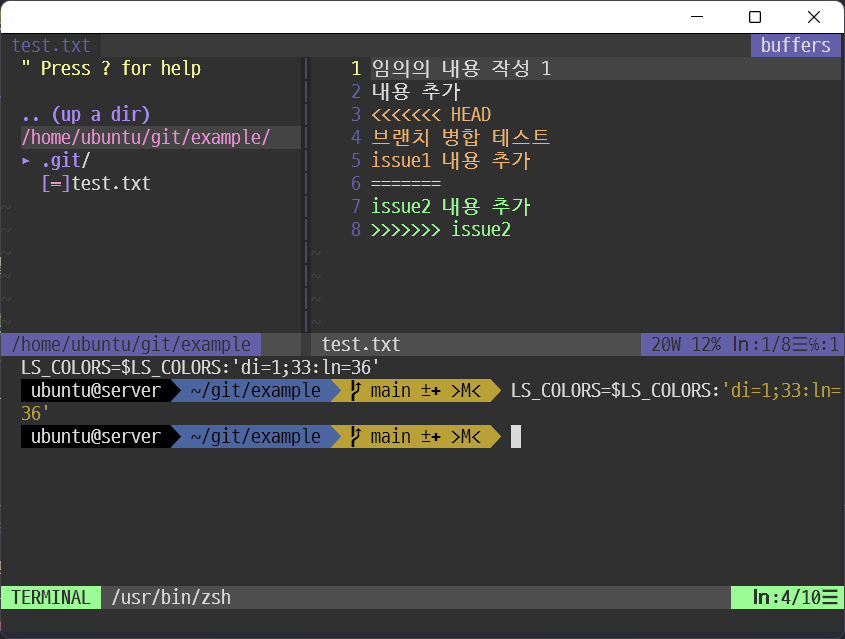 test.txt
buffers
" Press ? for help
.. (up a dir)
/home/ubuntu/git/example/
▸ .git/
[=]test.txt
1 임의의 내용 작성 1
2 내용 추가
3 <<<<<<< HEAD
4 브랜치 병합 테스트
5 issue1 내용 추가
6 =======
7 issue2 내용 추가
8 >>>>>>> issue2
/home/ubuntu/git/example
test.txt
20W 12% ln:1/8☰℅:1
LS_COLORS=$LS_COLORS:'di=1;33:ln=36'
ubuntu@server ~/git/example main ±✚ >M< LS_COLORS=$LS_COLORS:'di=1;33:ln=
36'
ubuntu@server ~/git/example main ±✚ >M<
TERMINAL /usr/bin/zsh
ln:4/10☰